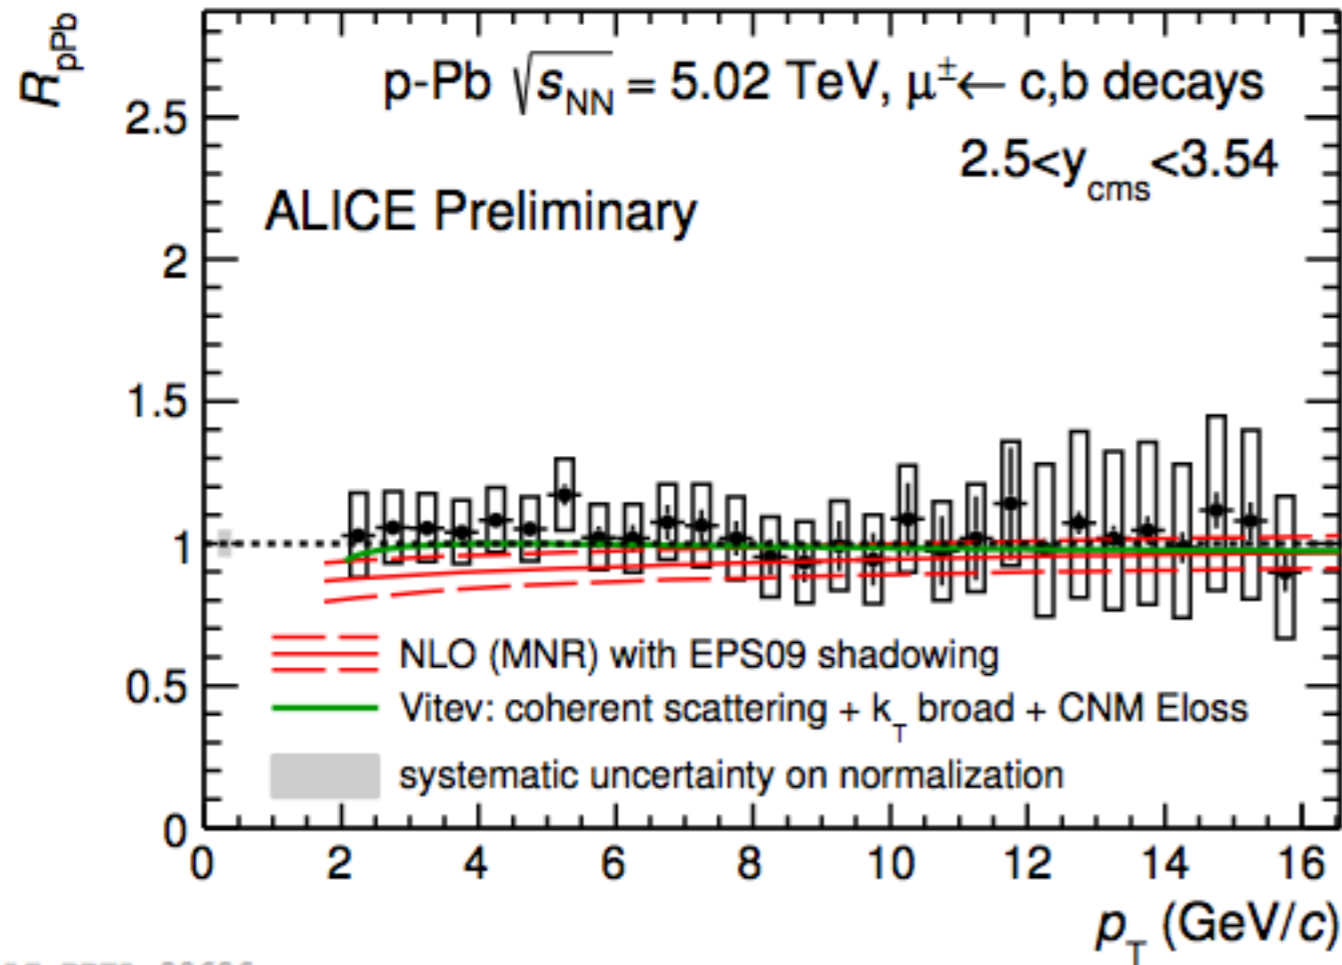 R_pPb
p-Pb √s_NN = 5.02 TeV, μ± ← c,b decays
2.5<y_cms<3.54
ALICE Preliminary
2.5
2
1.5
1
0.5
0
NLO (MNR) with EPS09 shadowing
Vitev: coherent scattering + k_T broad + CNM Eloss
systematic uncertainty on normalization
0 2 4 6 8 10 12 14 16
p_T (GeV/c)